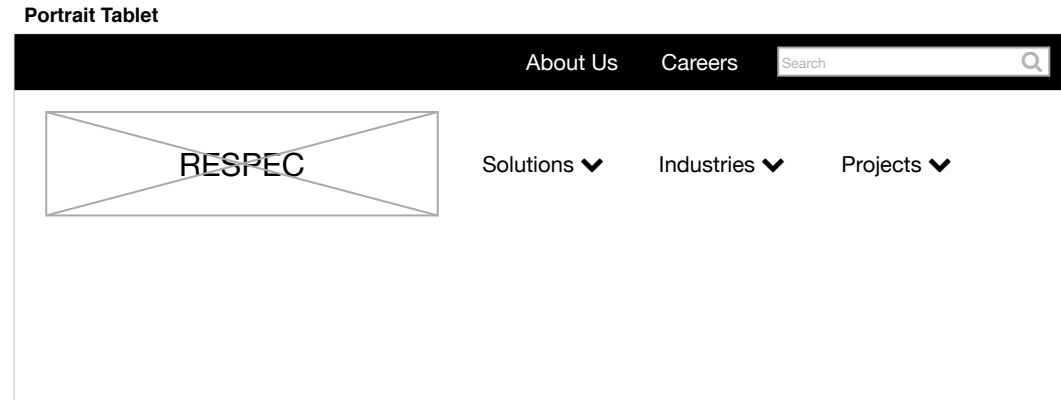 Portrait Tablet
About Us Careers Search
RESPEC
Solutions Industries Projects